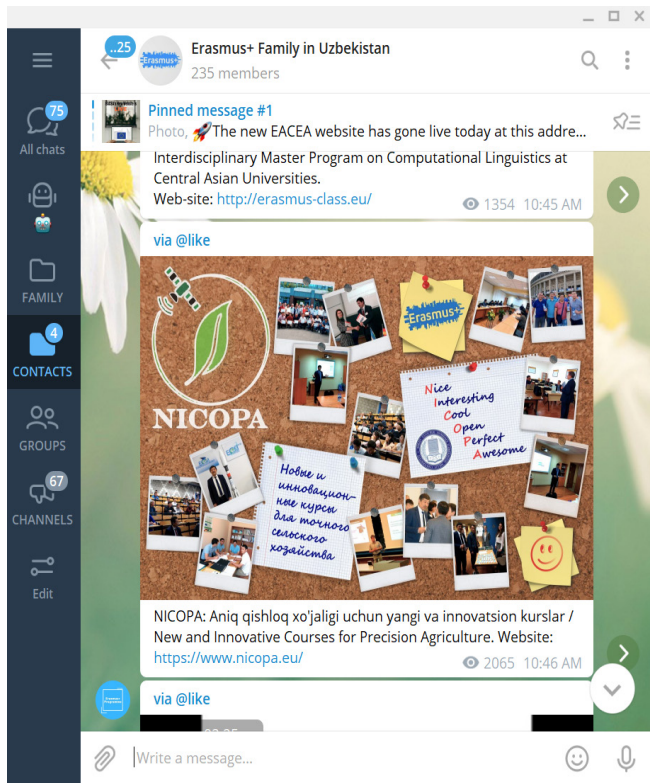 ..25
Erasmus+
Erasmus+ Family in Uzbekistan
235 members
75
All chats
FAMILY
4
CONTACTS
GROUPS
67
CHANNELS
Edit
Pinned message #1
Photo, 🚀The new EACEA website has gone live today at this addre...
Interdisciplinary Master Program on Computational Linguistics at
Central Asian Universities.
Web-site: http://erasmus-class.eu/
1354 10:45 AM
via @like
NICOPA
Erasmus+
Nice
Interesting
Cool
Open
Perfect
Awesome
Новые и
инновацион-
ные курсы
для точного
сельского
хозяйства
NICOPA: Aniq qishloq xo'jaligi uchun yangi va innovatsion kurslar /
New and Innovative Courses for Precision Agriculture. Website:
https://www.nicopa.eu/
2065 10:46 AM
via @like
Write a message...